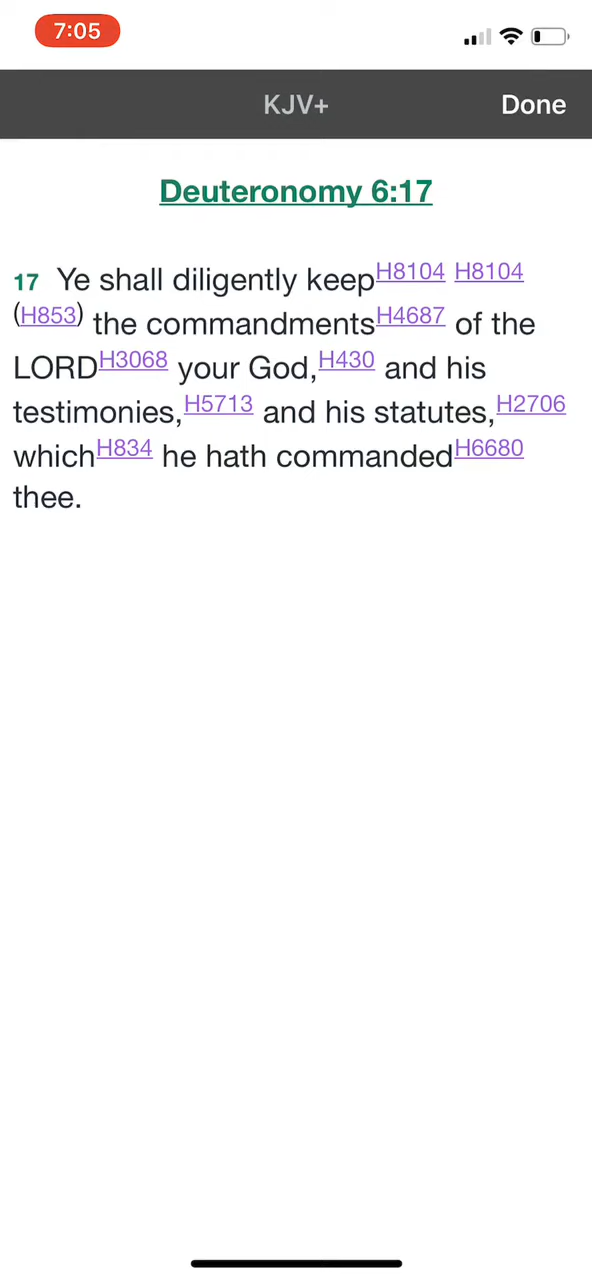 7:05
KJV+ Done
Deuteronomy 6:17
17 Ye shall diligently keepH8104 H8104
(H853) the commandmentsH4687 of the
LORDH3068 your God,H430 and his
testimonies,H5713 and his statutes,H2706
whichH834 he hath commandedH6680
thee.